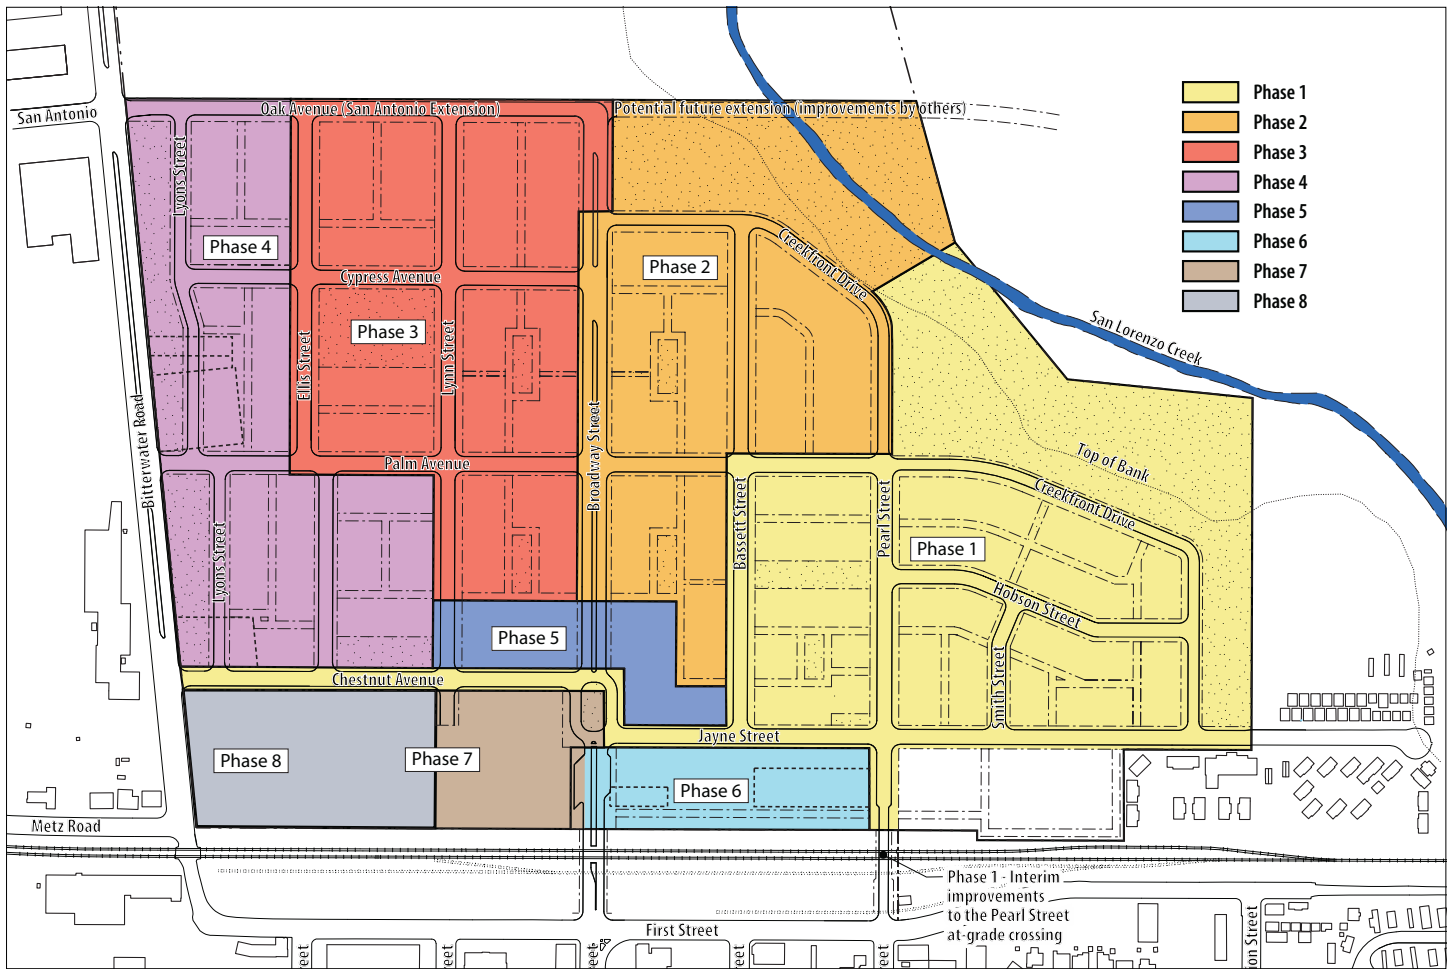 San Antonio
Oak Avenue (San Antonio Extension)
Potential future extension (improvements by others)
Phase 1
Phase 2
Phase 3
Phase 4
Phase 5
Phase 6
Phase 7
Phase 8
Lyons Street
Phase 4
Cypress Avenue
Phase 2
Creekfront Drive
Phase 3
Ellis Street
Lynn Street
San Lorenzo Creek
Bitterwater Road
Broadway Street
Palm Avenue
Top of Bank
Lyons Street
Bassett Street
Pearl Street
Creekfront Drive
Phase 1
Hobson Street
Phase 5
Smith Street
Chestnut Avenue
Jayne Street
Phase 8
Phase 7
Phase 6
Metz Road
Phase 1 - Interim
improvements
to the Pearl Street
at-grade crossing
First Street
Street